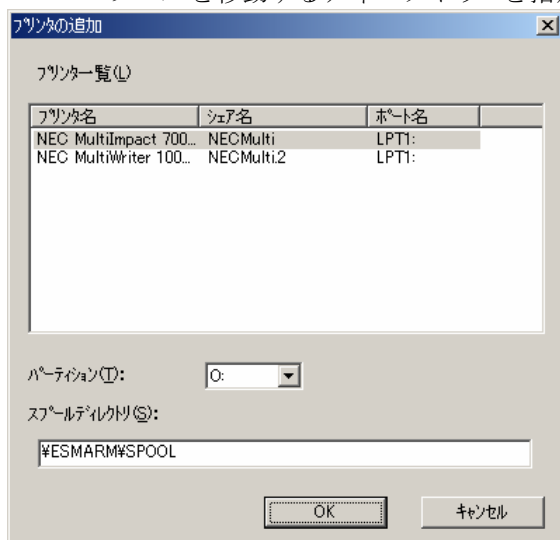 プリンタの追加
プリンター覧(L)
プリンタ名 シェア名 ポート名
NEC MultiImpact 700... NECMulti LPT1:
NEC MultiWriter 100... NECMulti.2 LPT1:
パーティション(T): O:
スプールディレクトリ(S):
¥ESMARM¥SPOOL
OK キャンセル